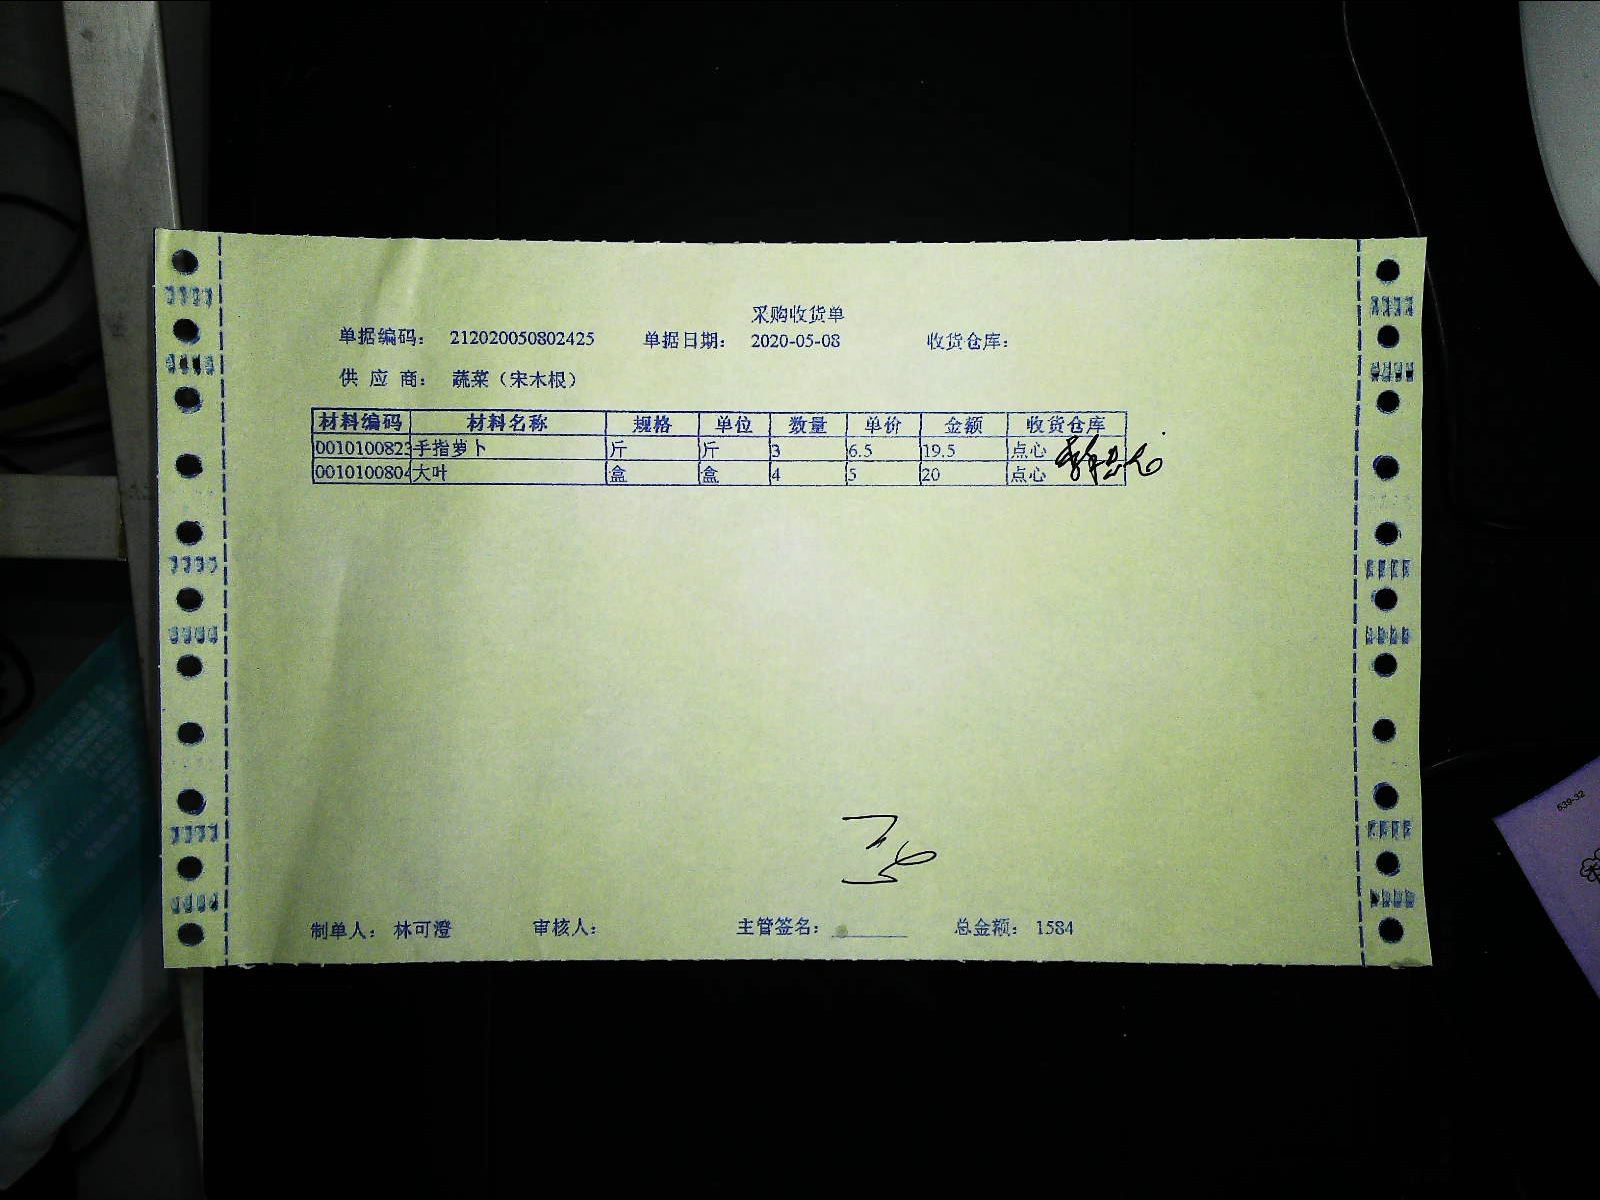 采购收货单
单据编码: 212020050802425 单据日期: 2020-05-08 收货仓库:
供 应 商: 蔬菜（宋木根）
材料编码 材料名称 规格 单位 数量 单价 金额 收货仓库
0010100823 手指萝卜 斤 斤 3 6.5 19.5 点心
0010100804 大叶 盒 盒 4 5 20 点心
制单人: 林可澄 审核人: 主管签名: 总金额: 1584
539-32